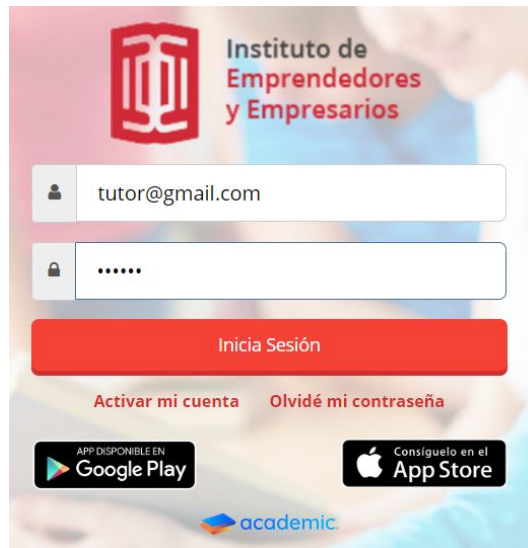 Instituto de
Emprendedores
y Empresarios
tutor@gmail.com
••••••
Inicia Sesión
Activar mi cuenta Olvidé mi contraseña
APP DISPONIBLE EN
Google Play
Consíguelo en el
App Store
academic.